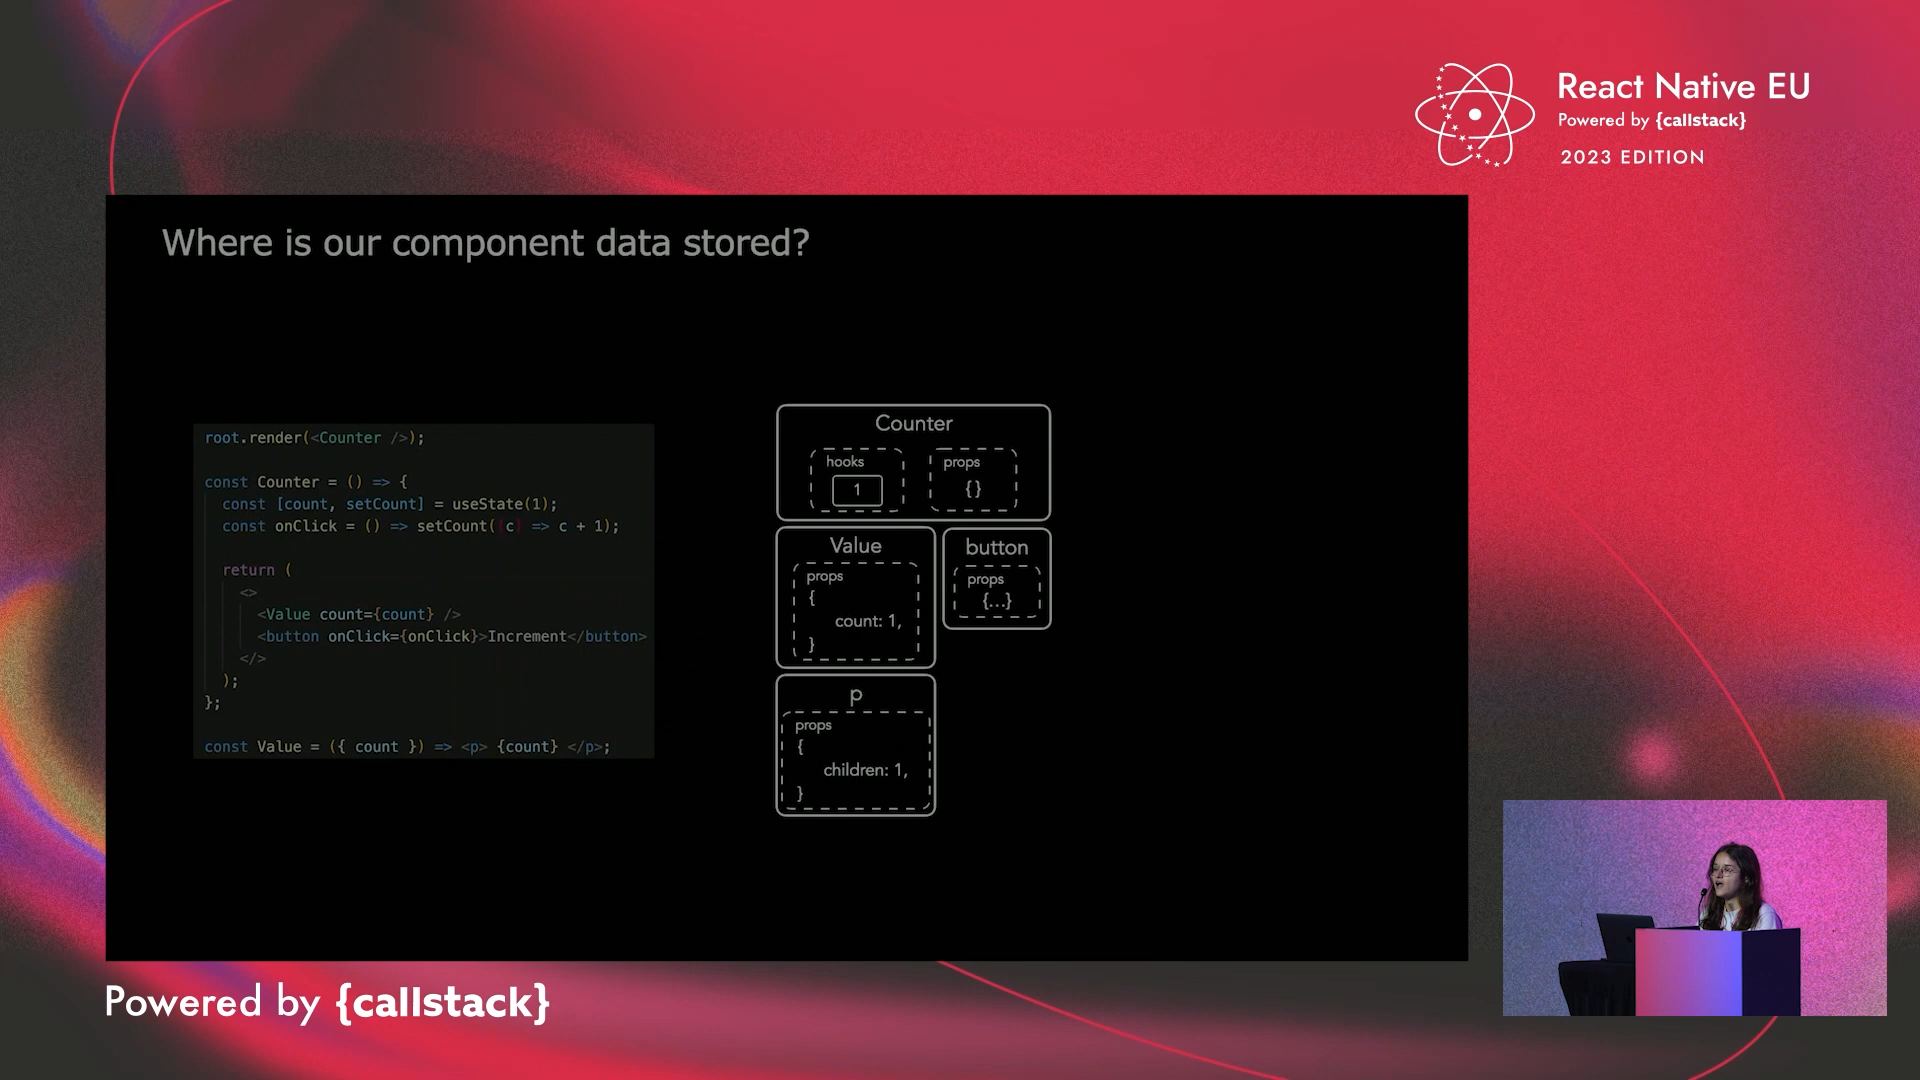 React Native EU
Powered by {callstack}
2023 EDITION
Where is our component data stored?
root.render(<Counter />);
const Counter = () => {
const [count, setCount] = useState(1);
const onClick = () => setCount((c) => c + 1);
return (
<>
<Value count={count} />
<button onClick={onClick}>Increment</button>
</>
);
};
const Value = ({ count }) => <p> {count} </p>;
Counter
hooks
1
props
{}
Value
props
{
count: 1,
}
button
props
{...}
p
props
{
children: 1,
}
Powered by {callstack}